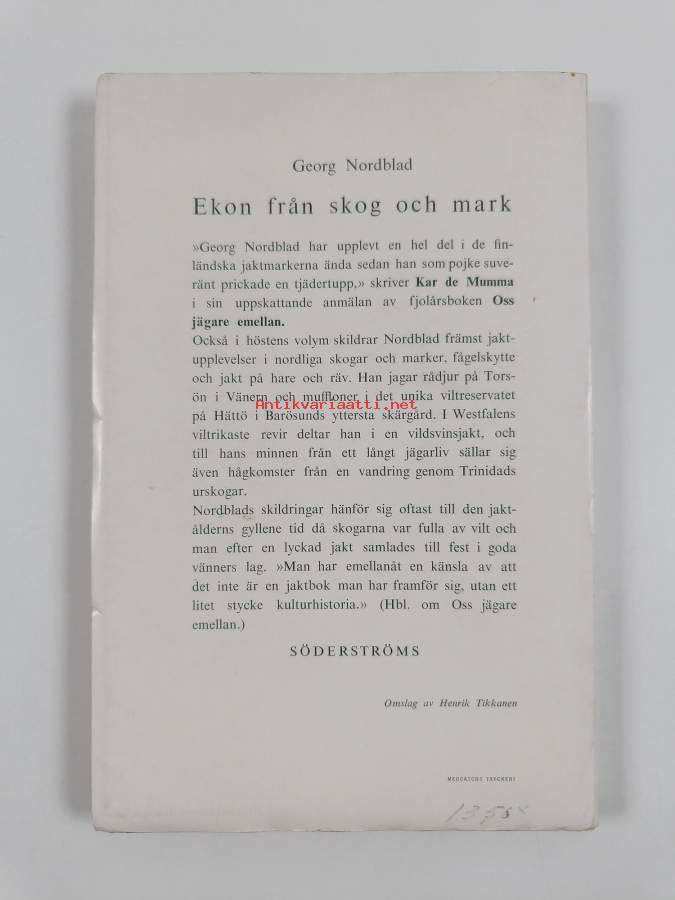 Georg Nordblad
Ekon från skog och mark
»Georg Nordblad har upplevt en hel del i de fin-
ländska jaktmarkerna ända sedan han som pojke suve-
ränt prickade en tjädertupp,» skriver Kar de Mumma
i sin uppskattande anmälan av fjolårsboken Oss
jägare emellan.
Också i höstens volym skildrar Nordblad främst jakt-
upplevelser i nordliga skogar och marker, fågelskytte
och jakt på hare och räv. Han jagar rådjur på Tors-
ön i Vänern och muffloner i det unika viltreservatet
Antikvariaatti.net
på Hättö i Barösunds yttersta skärgård. I Westfalens
viltrikaste revir deltar han i en vildsvinsjakt, och
till hans minnen från ett långt jägarliv sällar sig
även hågkomster från en vandring genom Trinidads
urskogar.
Nordblads skildringar hänför sig oftast till den jakt-
ålderns gyllene tid då skogarna var fulla av vilt och
man efter en lyckad jakt samlades till fest i goda
vänners lag. »Man har emellanåt en känsla av att
det inte är en jaktbok man har framför sig, utan ett
litet stycke kulturhistoria.» (Hbl. om Oss jägare
emellan.)
SÖDERSTRÖMS
Omslag av Henrik Tikkanen
MERCATORS TRYCKERI